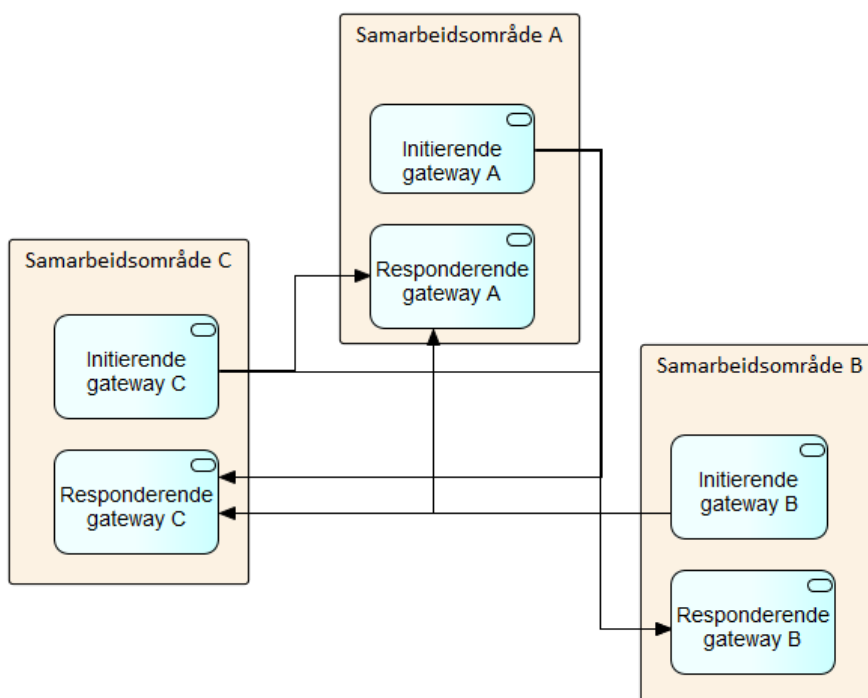 Samarbeidsområde A
Initierende
gateway A
Responderende
gateway A
Samarbeidsområde C
Initierende
gateway C
Responderende
gateway C
Samarbeidsområde B
Initierende
gateway B
Responderende
gateway B